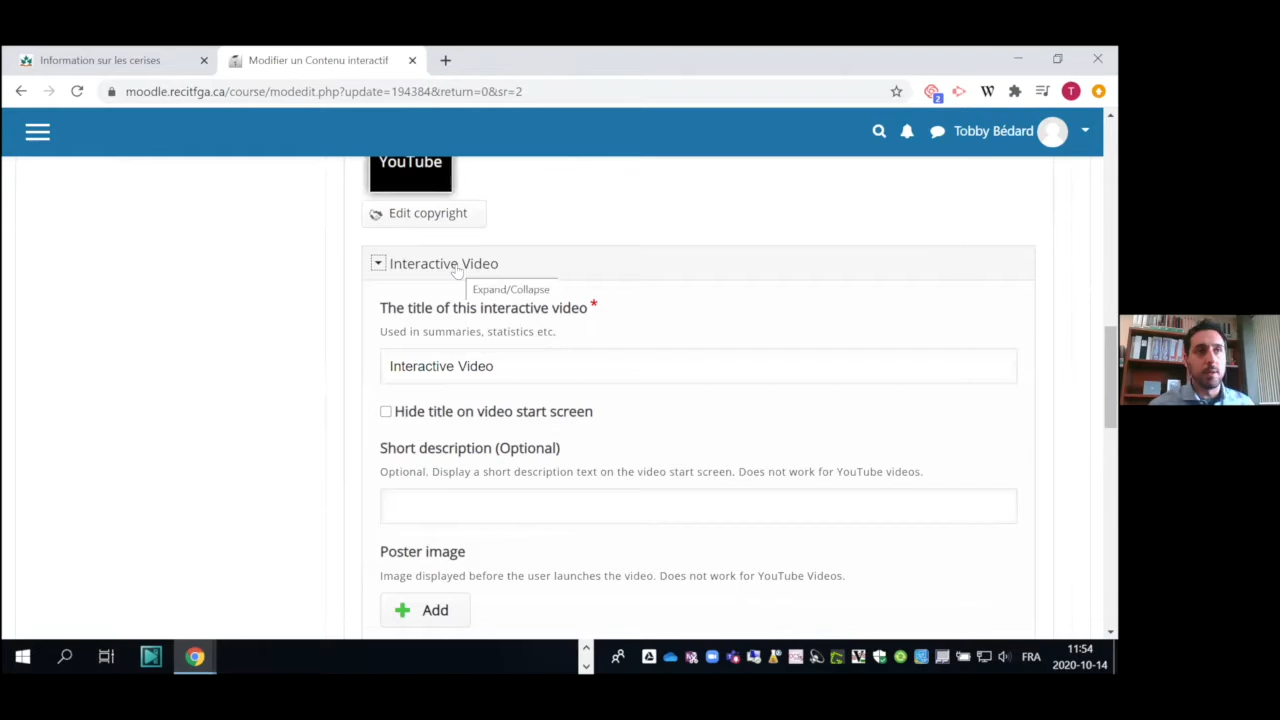 Information sur les cerises
Modifier un Contenu interactif
moodle.recitfga.ca/course/modedit.php?update=194384&return=0&sr=2
2
W
T
Tobby Bédard
YouTube
Edit copyright
Interactive Video
Expand/Collapse
The title of this interactive video *
Used in summaries, statistics etc.
Interactive Video
Hide title on video start screen
Short description (Optional)
Optional. Display a short description text on the video start screen. Does not work for YouTube videos.
Poster image
Image displayed before the user launches the video. Does not work for YouTube Videos.
Add
FRA
11:54
2020-10-14